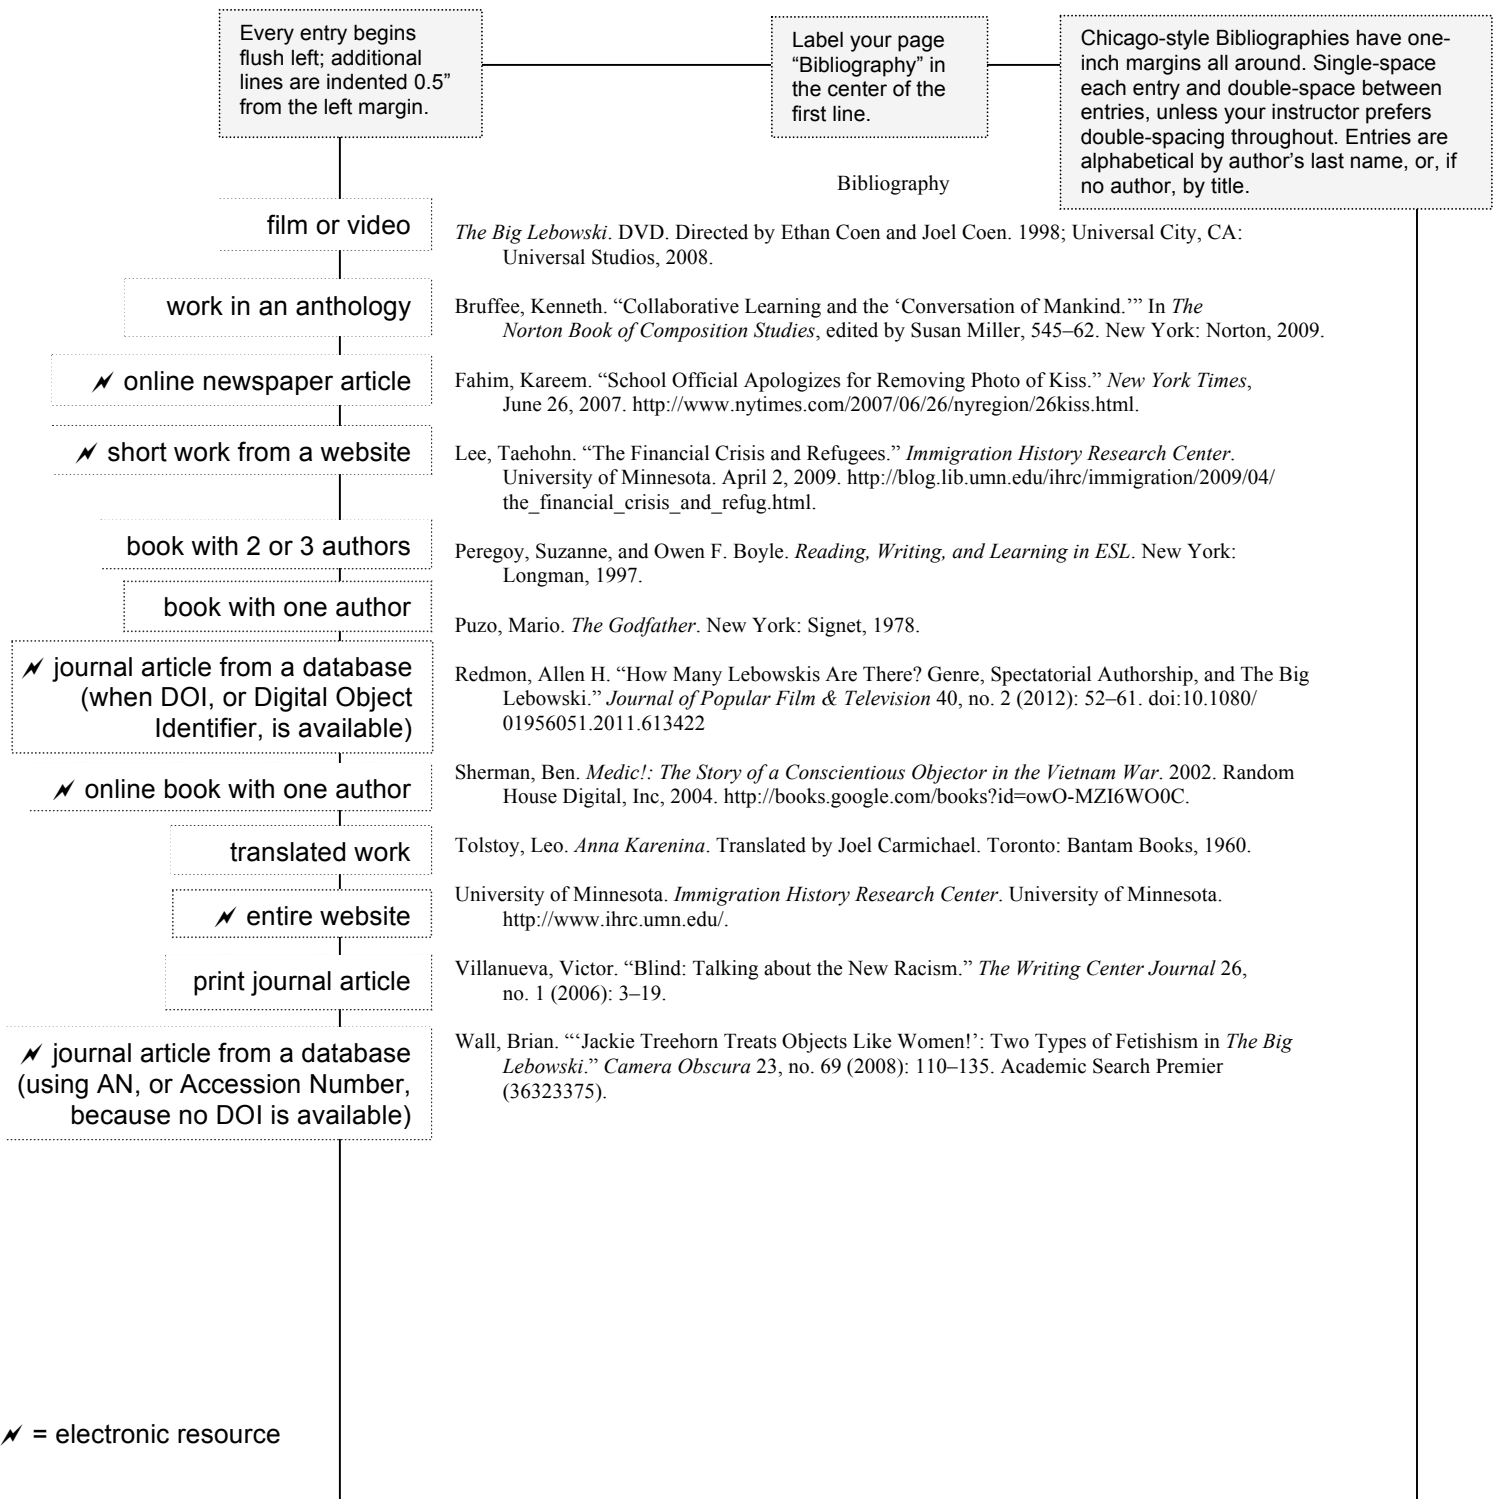 Every entry begins
flush left; additional
lines are indented 0.5”
from the left margin.
Label your page
“Bibliography” in
the center of the
first line.
Chicago-style Bibliographies have one-
inch margins all around. Single-space
each entry and double-space between
entries, unless your instructor prefers
double-spacing throughout. Entries are
alphabetical by author’s last name, or, if
no author, by title.
Bibliography
film or video
The Big Lebowski. DVD. Directed by Ethan Coen and Joel Coen. 1998; Universal City, CA:
Universal Studios, 2008.
work in an anthology
Bruffee, Kenneth. “Collaborative Learning and the ‘Conversation of Mankind.’” In The
Norton Book of Composition Studies, edited by Susan Miller, 545–62. New York: Norton, 2009.
online newspaper article
Fahim, Kareem. “School Official Apologizes for Removing Photo of Kiss.” New York Times,
June 26, 2007. http://www.nytimes.com/2007/06/26/nyregion/26kiss.html.
short work from a website
Lee, Taehohn. “The Financial Crisis and Refugees.” Immigration History Research Center.
University of Minnesota. April 2, 2009. http://blog.lib.umn.edu/ihrc/immigration/2009/04/
the_financial_crisis_and_refug.html.
book with 2 or 3 authors
Peregoy, Suzanne, and Owen F. Boyle. Reading, Writing, and Learning in ESL. New York:
Longman, 1997.
book with one author
Puzo, Mario. The Godfather. New York: Signet, 1978.
journal article from a database
(when DOI, or Digital Object
Identifier, is available)
Redmon, Allen H. “How Many Lebowskis Are There? Genre, Spectatorial Authorship, and The Big
Lebowski.” Journal of Popular Film & Television 40, no. 2 (2012): 52–61. doi:10.1080/
01956051.2011.613422
online book with one author
Sherman, Ben. Medic!: The Story of a Conscientious Objector in the Vietnam War. 2002. Random
House Digital, Inc, 2004. http://books.google.com/books?id=owO-MZI6WO0C.
translated work
Tolstoy, Leo. Anna Karenina. Translated by Joel Carmichael. Toronto: Bantam Books, 1960.
entire website
University of Minnesota. Immigration History Research Center. University of Minnesota.
http://www.ihrc.umn.edu/.
print journal article
Villanueva, Victor. “Blind: Talking about the New Racism.” The Writing Center Journal 26,
no. 1 (2006): 3–19.
journal article from a database
(using AN, or Accession Number,
because no DOI is available)
Wall, Brian. “‘Jackie Treehorn Treats Objects Like Women!’: Two Types of Fetishism in The Big
Lebowski.” Camera Obscura 23, no. 69 (2008): 110–135. Academic Search Premier
(36323375).
= electronic resource